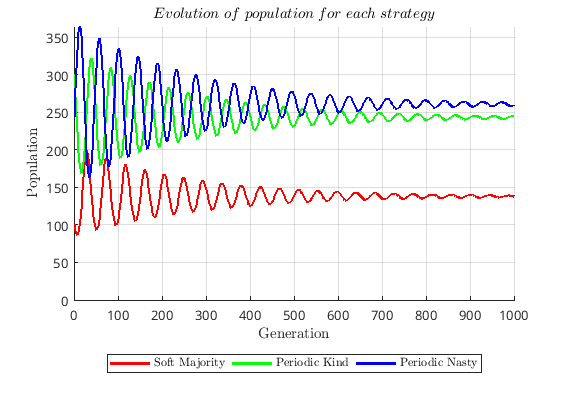 Evolution of population for each strategy
350
300
250
200
150
100
50
0
Population
0 100 200 300 400 500 600 700 800 900 1000
Generation
Soft Majority Periodic Kind Periodic Nasty